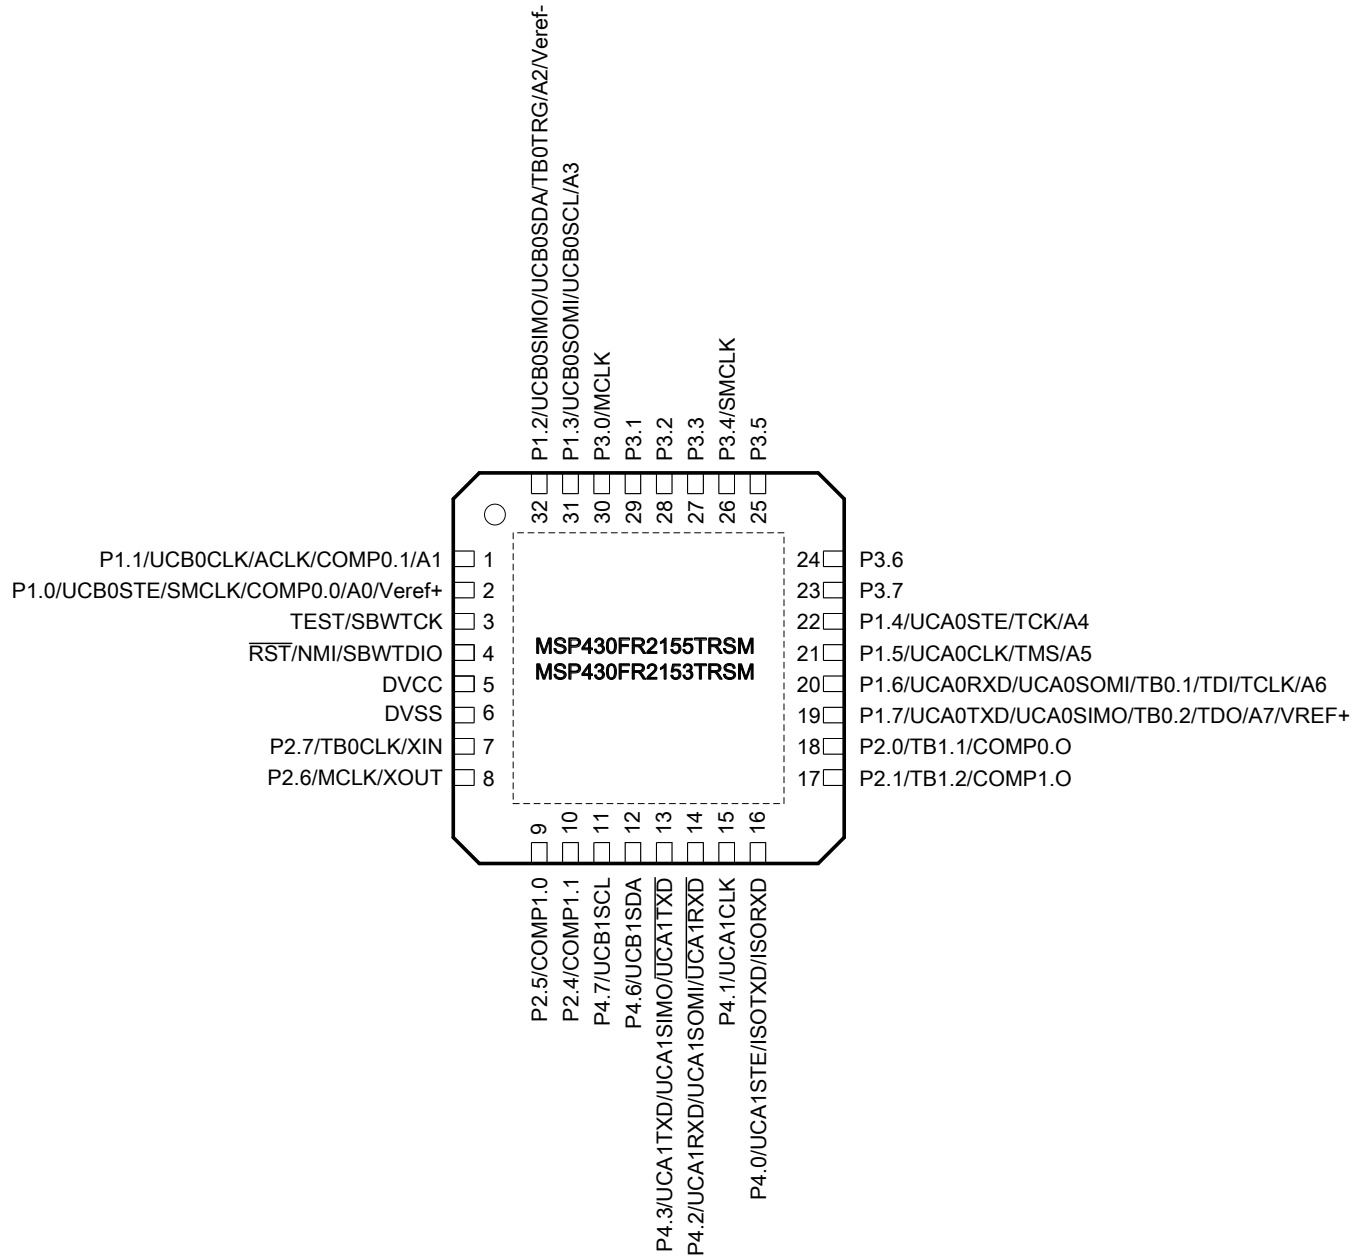 P1.2/UCB0SIMO/UCB0SDA/TB0TRG/A2/Veref-
P1.3/UCB0SOMI/UCB0SCL/A3
P3.0/MCLK
P3.1
P3.2
P3.3
P3.4/SMCLK
P3.5
32
31
30
29
28
27
26
25
P1.1/UCB0CLK/ACLK/COMP0.1/A1
1
P1.0/UCB0STE/SMCLK/COMP0.0/A0/Veref+
2
TEST/SBWTCK
3
RST/NMI/SBWTDIO
4
DVCC
5
DVSS
6
P2.7/TB0CLK/XIN
7
P2.6/MCLK/XOUT
8
MSP430FR2155TRSM
MSP430FR2153TRSM
24
P3.6
23
P3.7
22
P1.4/UCA0STE/TCK/A4
21
P1.5/UCA0CLK/TMS/A5
20
P1.6/UCA0RXD/UCA0SOMI/TB0.1/TDI/TCLK/A6
19
P1.7/UCA0TXD/UCA0SIMO/TB0.2/TDO/A7/VREF+
18
P2.0/TB1.1/COMP0.O
17
P2.1/TB1.2/COMP1.O
9
10
11
12
13
14
15
16
P2.5/COMP1.0
P2.4/COMP1.1
P4.7/UCB1SCL
P4.6/UCB1SDA
P4.3/UCA1TXD/UCA1SIMO/UCA1TXD
P4.2/UCA1RXD/UCA1SOMI/UCA1RXD
P4.1/UCA1CLK
P4.0/UCA1STE/ISOTXD/ISORXD